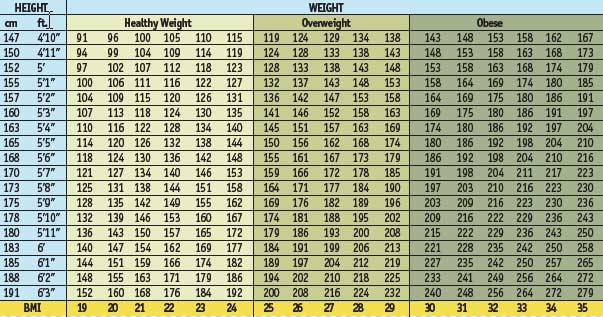 HEIGHT WEIGHT
cm ft. Healthy Weight Overweight Obese
147 4’10” 91 96 100 105 110 115 119 124 129 134 138 143 148 153 158 162 167
150 4’11” 94 99 104 109 114 119 124 128 133 138 143 148 153 158 163 168 173
152 5’ 97 102 107 112 118 123 128 133 138 143 148 153 158 163 168 174 179
155 5’1” 100 106 111 116 122 127 132 137 143 148 153 158 164 169 174 180 185
157 5’2” 104 109 115 120 126 131 136 142 147 153 158 164 169 175 180 186 191
160 5’3” 107 113 118 124 130 135 141 146 152 158 163 169 175 180 186 191 197
163 5’4” 110 116 122 128 134 140 145 151 157 163 169 174 180 186 192 197 204
165 5’5” 114 120 126 132 138 144 150 156 162 168 174 180 186 192 198 204 210
168 5’6” 118 124 130 136 142 148 155 161 167 173 179 186 192 198 204 210 216
170 5’7” 121 127 134 140 146 153 159 166 172 178 185 191 198 204 211 217 223
173 5’8” 125 131 138 144 151 158 164 171 177 184 190 197 203 210 216 223 230
175 5’9” 128 135 142 149 155 162 169 176 182 189 196 203 209 216 223 230 236
178 5’10” 132 139 146 153 160 167 174 181 188 195 202 209 216 222 229 236 243
180 5’11” 136 143 150 157 165 172 179 186 193 200 208 215 222 229 236 243 250
183 6’ 140 147 154 162 169 177 184 191 199 206 213 221 228 235 242 250 258
185 6’1” 144 151 159 166 174 182 189 197 204 212 219 227 235 242 250 257 265
188 6’2” 148 155 163 171 179 186 194 202 210 218 225 233 241 249 256 264 272
191 6’3” 152 160 168 176 184 192 200 208 216 224 232 240 248 256 264 272 279
BMI 19 20 21 22 23 24 25 26 27 28 29 30 31 32 33 34 35